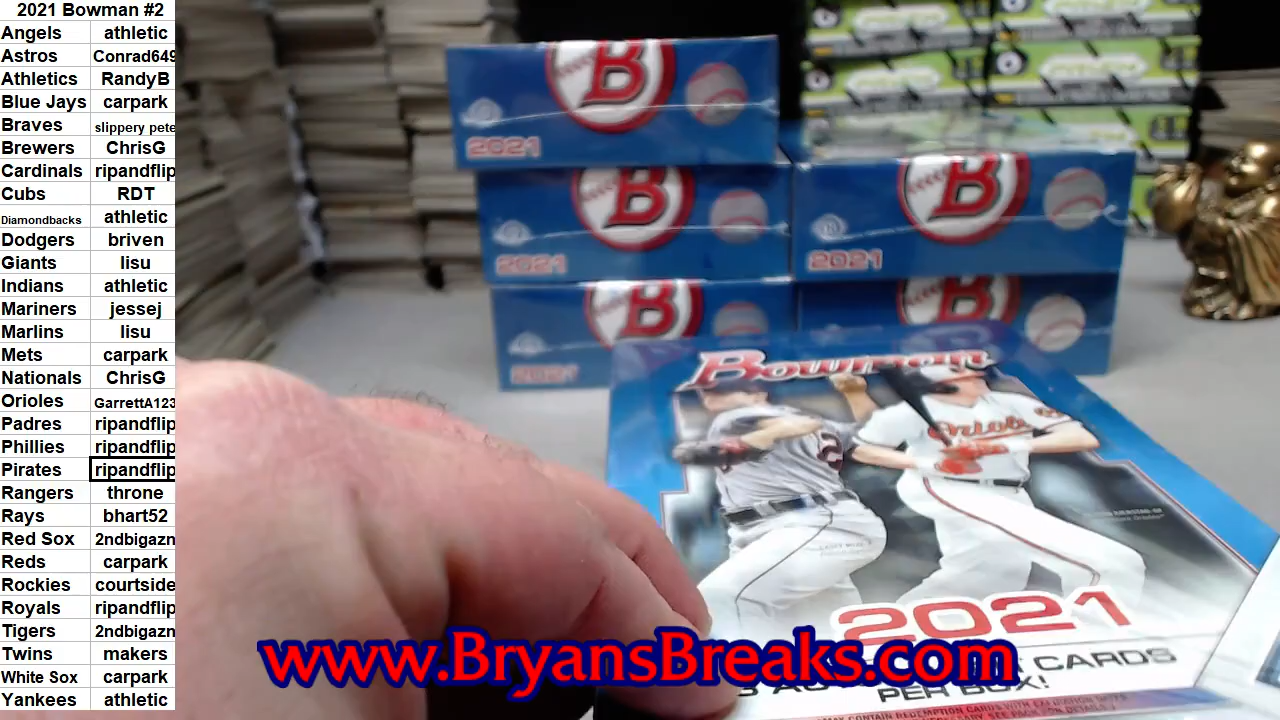 2021 Bowman #2
Angels athletic
Astros Conrad649
Athletics RandyB
Blue Jays carpark
Braves slippery pete
Brewers ChrisG
Cardinals ripandflip
Cubs RDT
Diamondbacks athletic
Dodgers briven
Giants lisu
Indians athletic
Mariners jessej
Marlins lisu
Mets carpark
Nationals ChrisG
Orioles GarrettA123
Padres ripandflip
Phillies ripandflip
Pirates ripandflip
Rangers throne
Rays bhart52
Red Sox 2ndbigazn
Reds carpark
Rockies courtside
Royals ripandflip
Tigers 2ndbigazn
Twins makers
White Sox carpark
Yankees athletic
B
2021
B
2021
B
2021
B
2021
B
Bowman
Orioles
2021
CARDS
PER BOX!
www.BryansBreaks.com